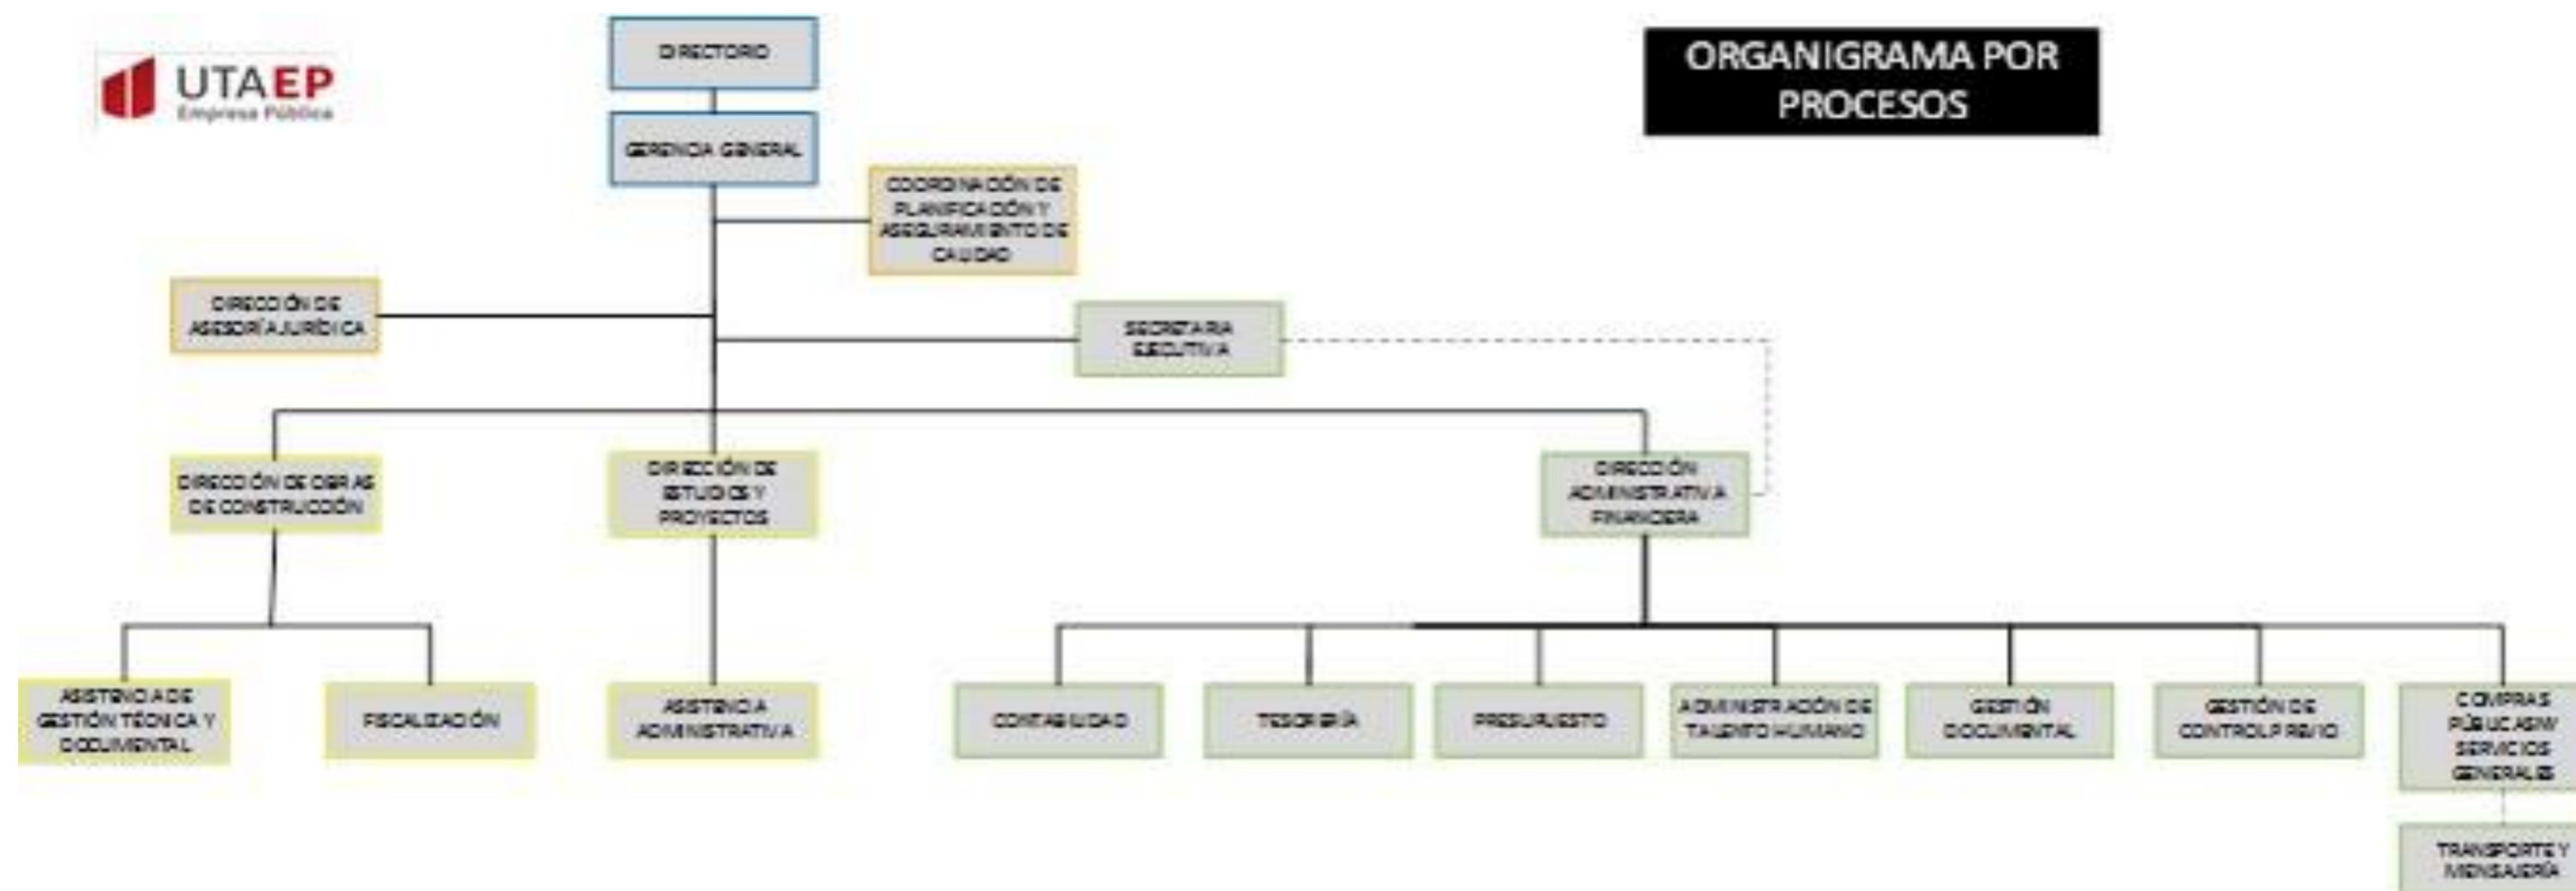 UTAEP
Empresa Pública
ORGANIGRAMA POR
PROCESOS
DIRECTORIO
GERENCIA GENERAL
COORDINACIÓN DE
PLANIFICACIÓN Y
ASEGURAMIENTO DE
CALIDAD
DIRECCIÓN DE
ASESORÍA JURÍDICA
SECRETARIA
EJECUTIVA
DIRECCIÓN DE OBRAS
DE CONSTRUCCIÓN
DIRECCIÓN DE
ESTUDIOS Y
PROYECTOS
DIRECCIÓN
ADMINISTRATIVA
FINANCIERA
ASISTENCIA DE
GESTIÓN TÉCNICA Y
DOCUMENTAL
FISCALIZACIÓN
ASISTENCIA
ADMINISTRATIVA
CONTABILIDAD
TESORERÍA
PRESUPUESTO
ADMINISTRACIÓN DE
TALENTO HUMANO
GESTIÓN
DOCUMENTAL
GESTIÓN DE
CONTROL PREVIO
COMPRAS
PÚBLICAS Y
SERVICIOS
GENERALES
TRANSPORTE Y
MENSAJERÍA